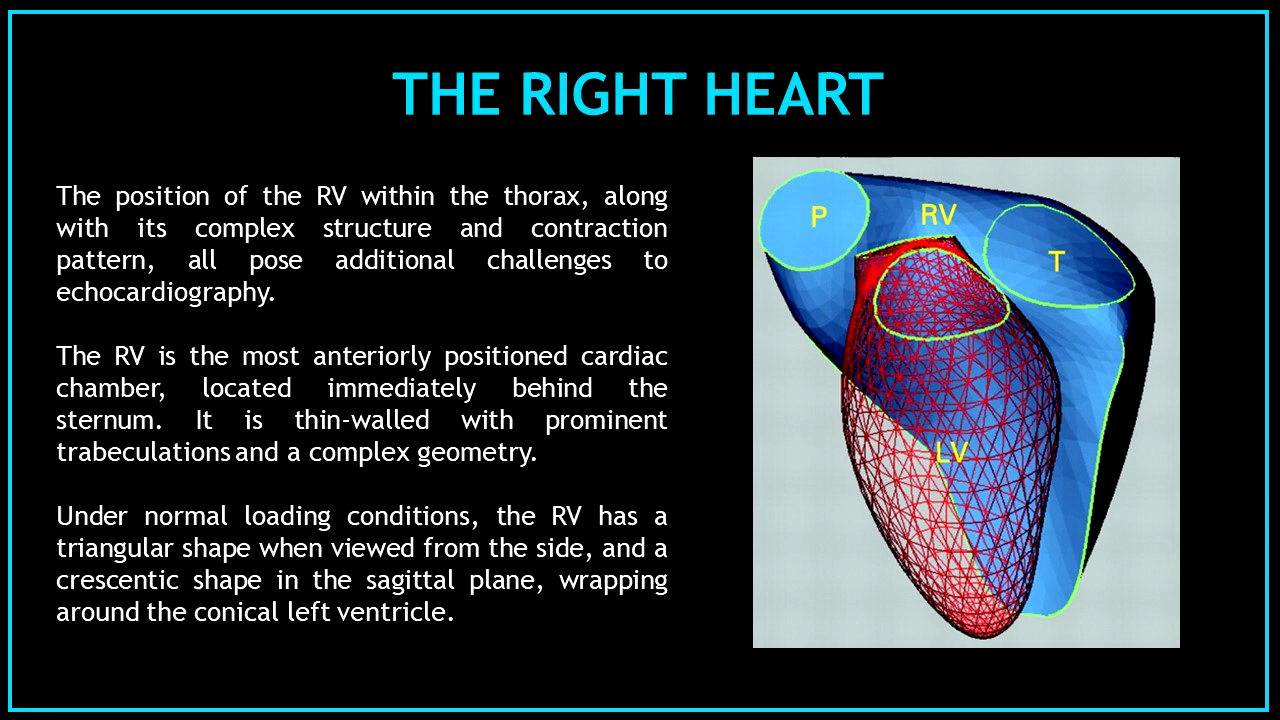 THE RIGHT HEART
The position of the RV within the thorax, along
with its complex structure and contraction
pattern, all pose additional challenges to
echocardiography.
The RV is the most anteriorly positioned cardiac
chamber, located immediately behind the
sternum. It is thin-walled with prominent
trabeculations and a complex geometry.
Under normal loading conditions, the RV has a
triangular shape when viewed from the side, and a
crescentic shape in the sagittal plane, wrapping
around the conical left ventricle.
P
RV
T
LV